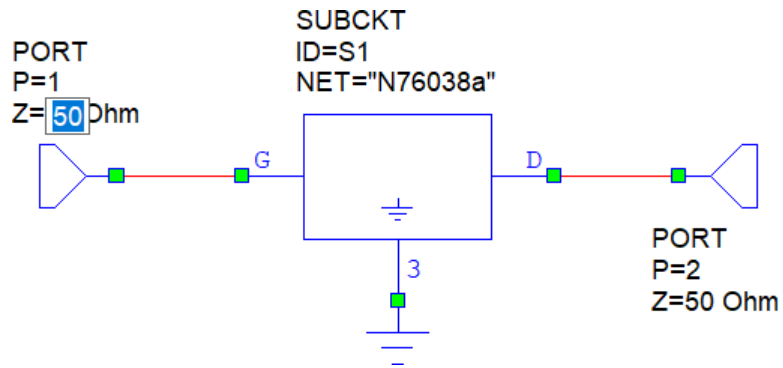 SUBCKT
ID=S1
NET="N76038a"
PORT
P=1
Z=50 Ohm
G
D
3
PORT
P=2
Z=50 Ohm